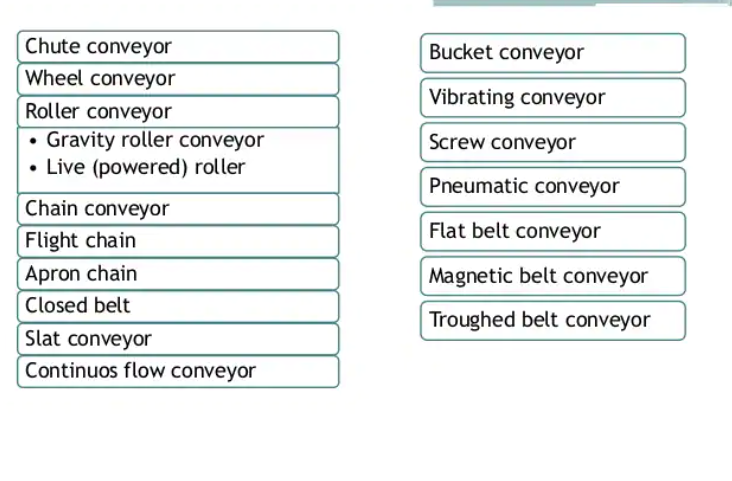 Chute conveyor
Wheel conveyor
Roller conveyor
• Gravity roller conveyor
• Live (powered) roller
Chain conveyor
Flight chain
Apron chain
Closed belt
Slat conveyor
Continuos flow conveyor
Bucket conveyor
Vibrating conveyor
Screw conveyor
Pneumatic conveyor
Flat belt conveyor
Magnetic belt conveyor
Troughed belt conveyor